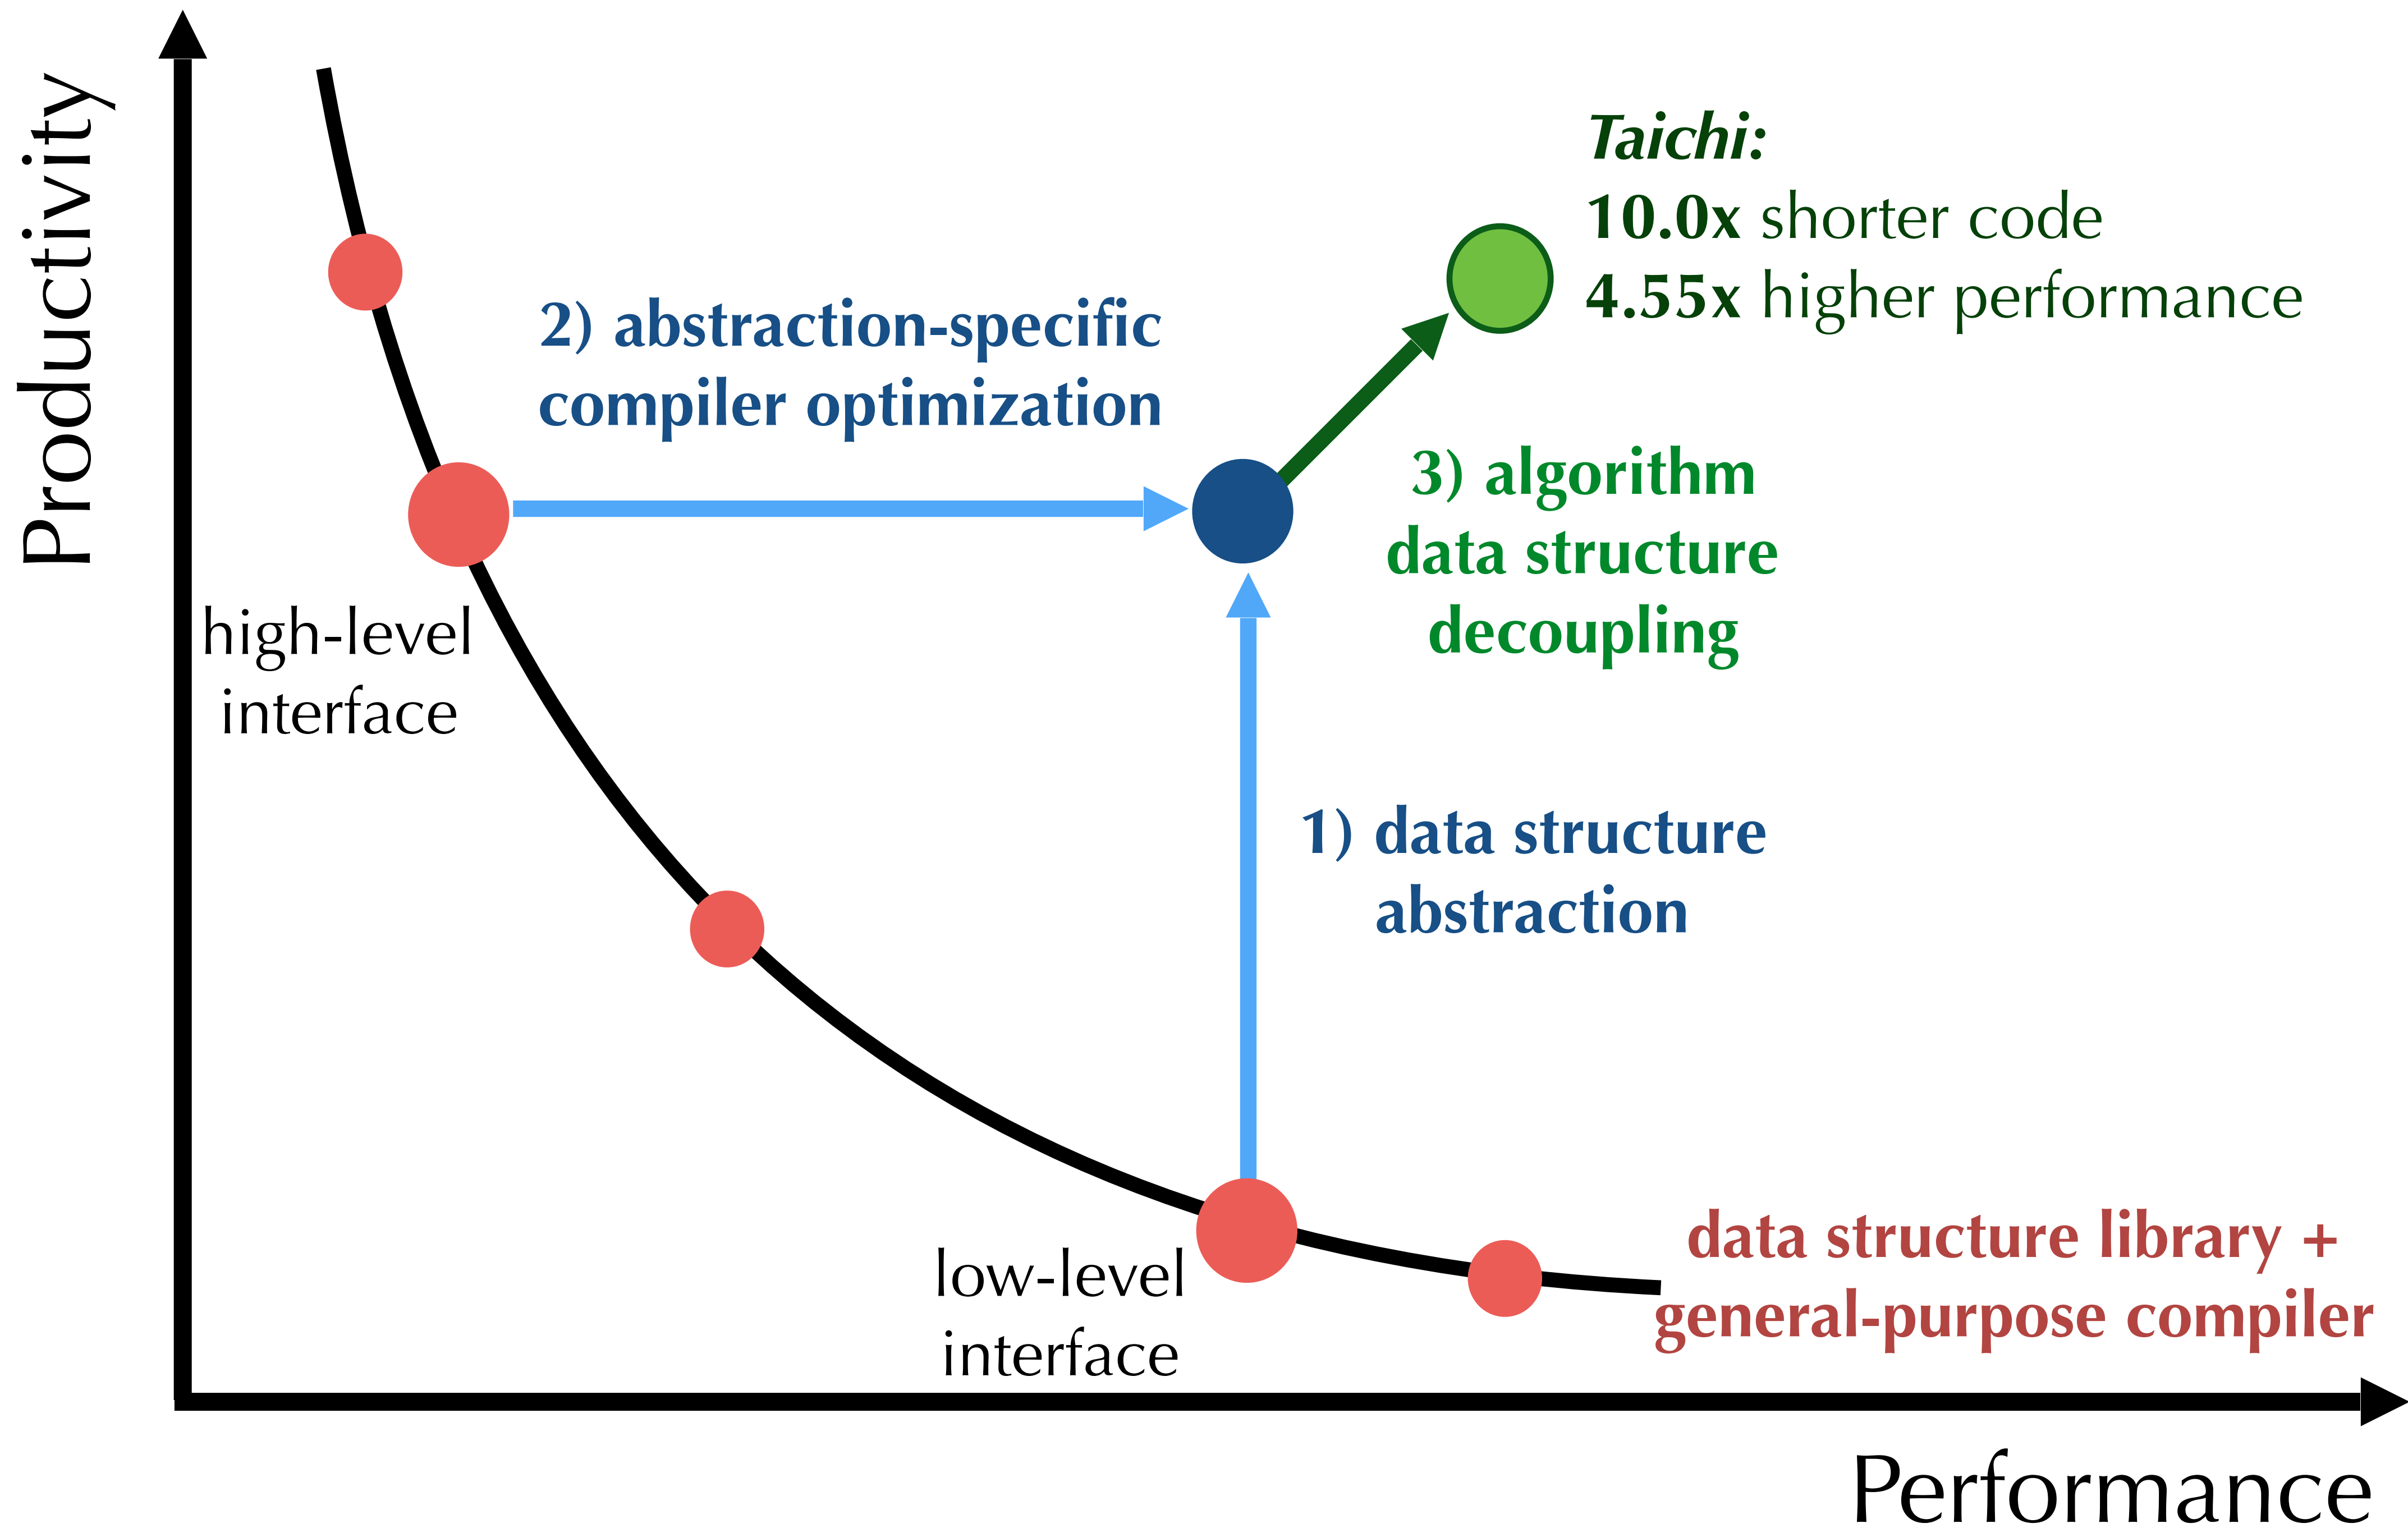 Productivity
Taichi:
10.0x shorter code
4.55x higher performance
2) abstraction-specific
compiler optimization
3) algorithm
data structure
decoupling
high-level
interface
1) data structure
abstraction
low-level
interface
data structure library +
general-purpose compiler
Performance